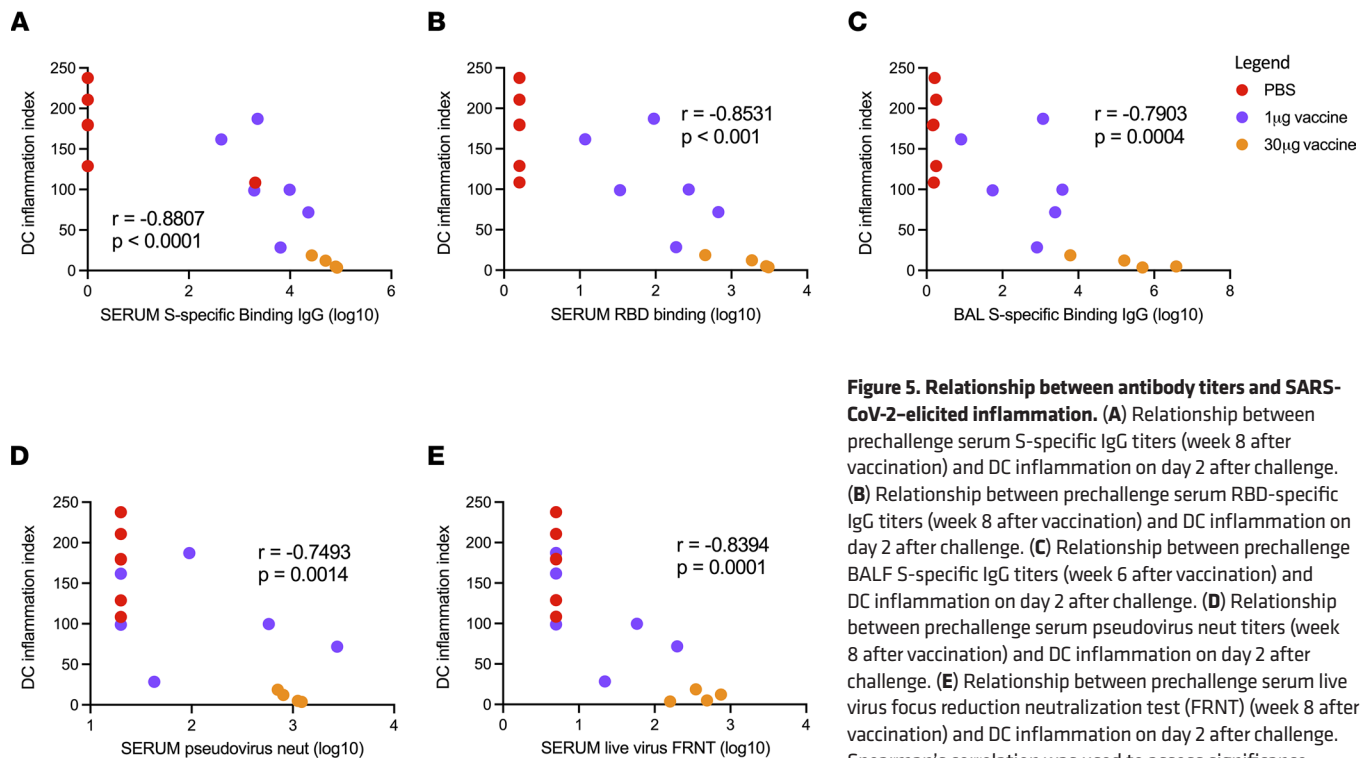 A
B
C
DC inflammation index
250
200
150
100
50
0
r = -0.8807
p < 0.0001
0 2 4 6
SERUM S-specific Binding IgG (log10)
DC inflammation index
250
200
150
100
50
0
r = -0.8531
p < 0.001
0 1 2 3 4
SERUM RBD binding (log10)
DC inflammation index
250
200
150
100
50
0
r = -0.7903
p = 0.0004
0 2 4 6 8
BAL S-specific Binding IgG (log10)
Legend
PBS
1μg vaccine
30μg vaccine
D
E
DC inflammation index
250
200
150
100
50
0
r = -0.7493
p = 0.0014
1 2 3 4
SERUM pseudovirus neut (log10)
DC inflammation index
250
200
150
100
50
0
r = -0.8394
p = 0.0001
0 1 2 3 4
SERUM live virus FRNT (log10)
Figure 5. Relationship between antibody titers and SARS-
CoV-2–elicited inflammation. (A) Relationship between
prechallenge serum S-specific IgG titers (week 8 after
vaccination) and DC inflammation on day 2 after challenge.
(B) Relationship between prechallenge serum RBD-specific
IgG titers (week 8 after vaccination) and DC inflammation on
day 2 after challenge. (C) Relationship between prechallenge
BALF S-specific IgG titers (week 6 after vaccination) and
DC inflammation on day 2 after challenge. (D) Relationship
between prechallenge serum pseudovirus neut titers (week
8 after vaccination) and DC inflammation on day 2 after
challenge. (E) Relationship between prechallenge serum live
virus focus reduction neutralization test (FRNT) (week 8 after
vaccination) and DC inflammation on day 2 after challenge.
Spearman's correlation was used to assess significance